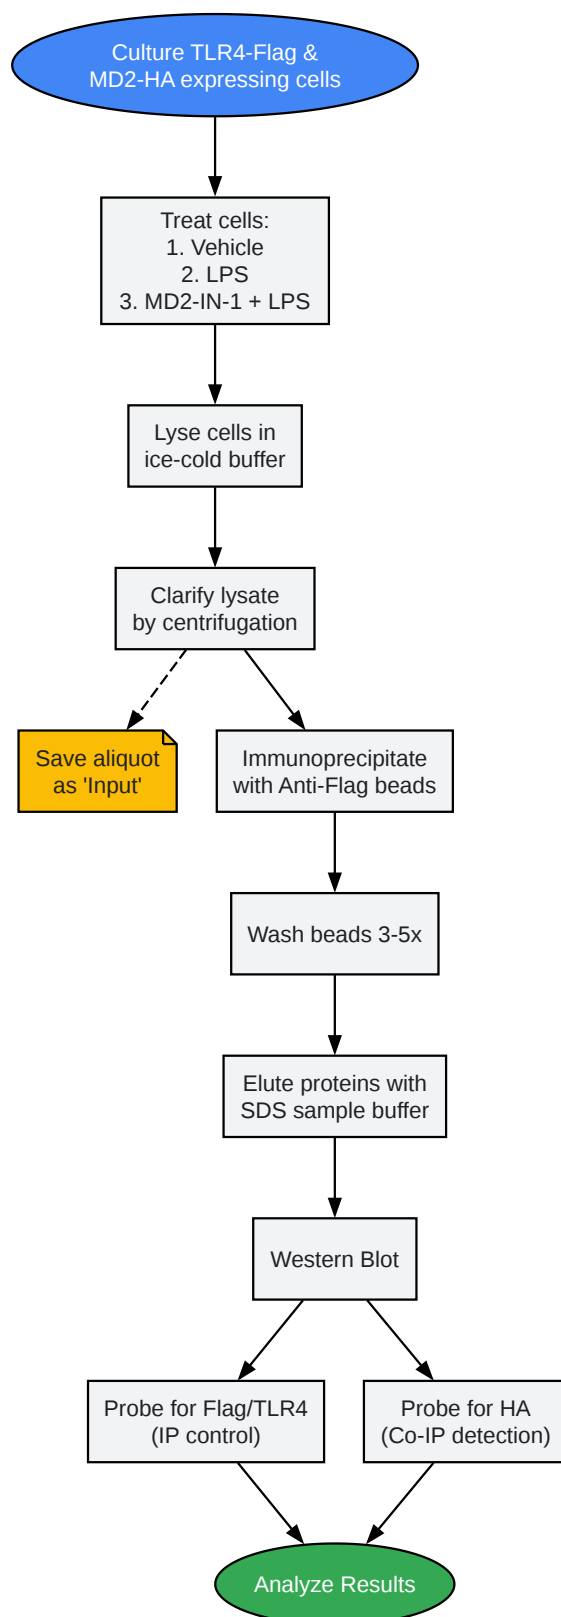 Culture TLR4-Flag &
MD2-HA expressing cells
Treat cells:
1. Vehicle
2. LPS
3. MD2-IN-1 + LPS
Lyse cells in
ice-cold buffer
Clarify lysate
by centrifugation
Save aliquot
as 'Input'
Immunoprecipitate
with Anti-Flag beads
Wash beads 3-5x
Elute proteins with
SDS sample buffer
Western Blot
Probe for Flag/TLR4
(IP control)
Probe for HA
(Co-IP detection)
Analyze Results